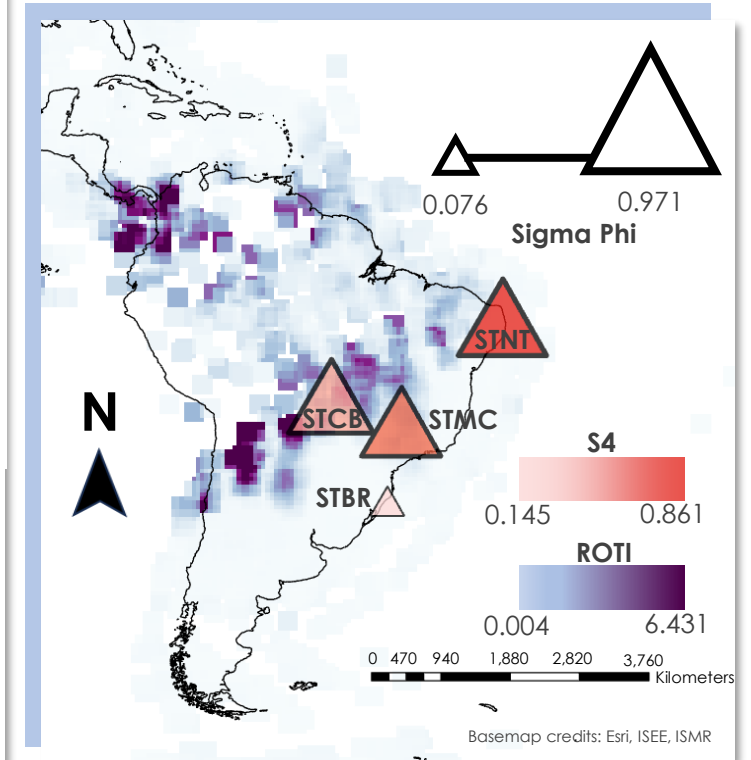 0.076 0.971
Sigma Phi
STNT
N
STCB STMC
S4
STBR
0.145 0.861
ROTI
0.004 6.431
0 470 940 1,880 2,820 3,760
Kilometers
Basemap credits: Esri, ISEE, ISMR